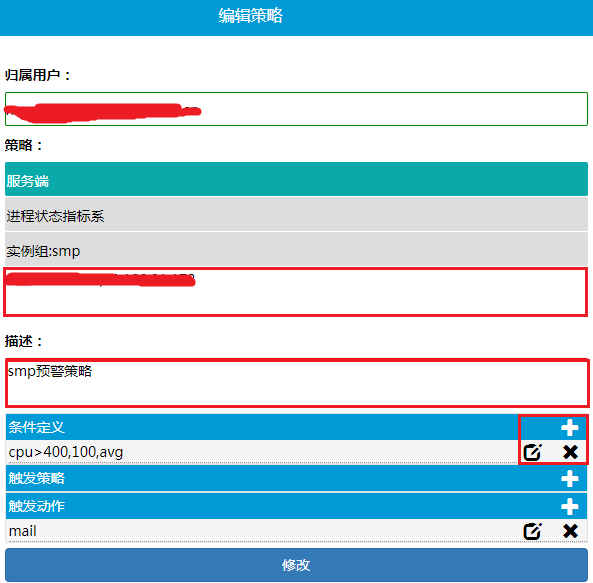 编辑策略
归属用户：
策略：
服务端
进程状态指标系
实例组:smp
描述：
smp预警策略
条件定义
cpu>400,100,avg
触发策略
触发动作
mail
修改